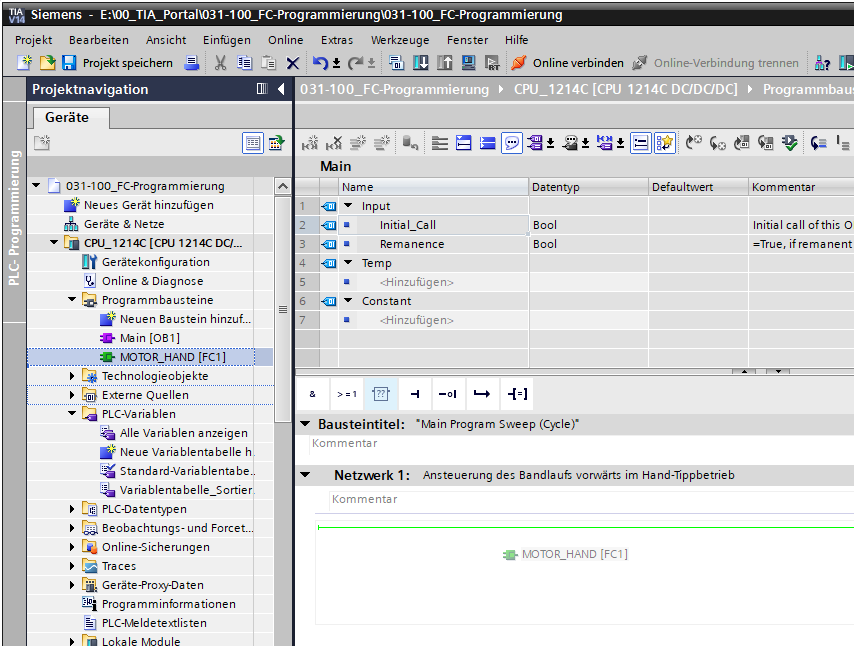 TIA V14 Siemens - E:\00_TIA_Portal\031-100_FC-Programmierung\031-100_FC-Programmierung
Projekt Bearbeiten Ansicht Einfügen Online Extras Werkzeuge Fenster Hilfe
Projekt speichern Online verbinden Online-Verbindung trennen
Projektnavigation
031-100_FC-Programmierung CPU_1214C [CPU 1214C DC/DC/DC] Programmbaus
Geräte
PLC-Programmierung
031-100_FC-Programmierung
Neues Gerät hinzufügen
Geräte & Netze
CPU_1214C [CPU 1214C DC/...
Gerätekonfiguration
Online & Diagnose
Programmbausteine
Neuen Baustein hinzuf...
Main [OB1]
MOTOR_HAND [FC1]
Technologieobjekte
Externe Quellen
PLC-Variablen
Alle Variablen anzeigen
Neue Variablentabelle h
Standard-Variablentabe..
Variablentabelle_Sortier
PLC-Datentypen
Beobachtungs- und Forcet...
Online-Sicherungen
Traces
Geräte-Proxy-Daten
Programminformationen
PLC-Meldetextlisten
Lokale Module
Main
Name Datentyp Defaultwert Kommentar
1 Input
2 Initial_Call Bool Initial call of this O
3 Remanence Bool =True, if remanent
4 Temp
5 <Hinzufügen>
6 Constant
7 <Hinzufügen>
& >=1 ??
Bausteintitel: "Main Program Sweep (Cycle)"
Kommentar
Netzwerk 1: Ansteuerung des Bandlaufs vorwärts im Hand-Tippbetrieb
Kommentar
MOTOR_HAND [FC1]